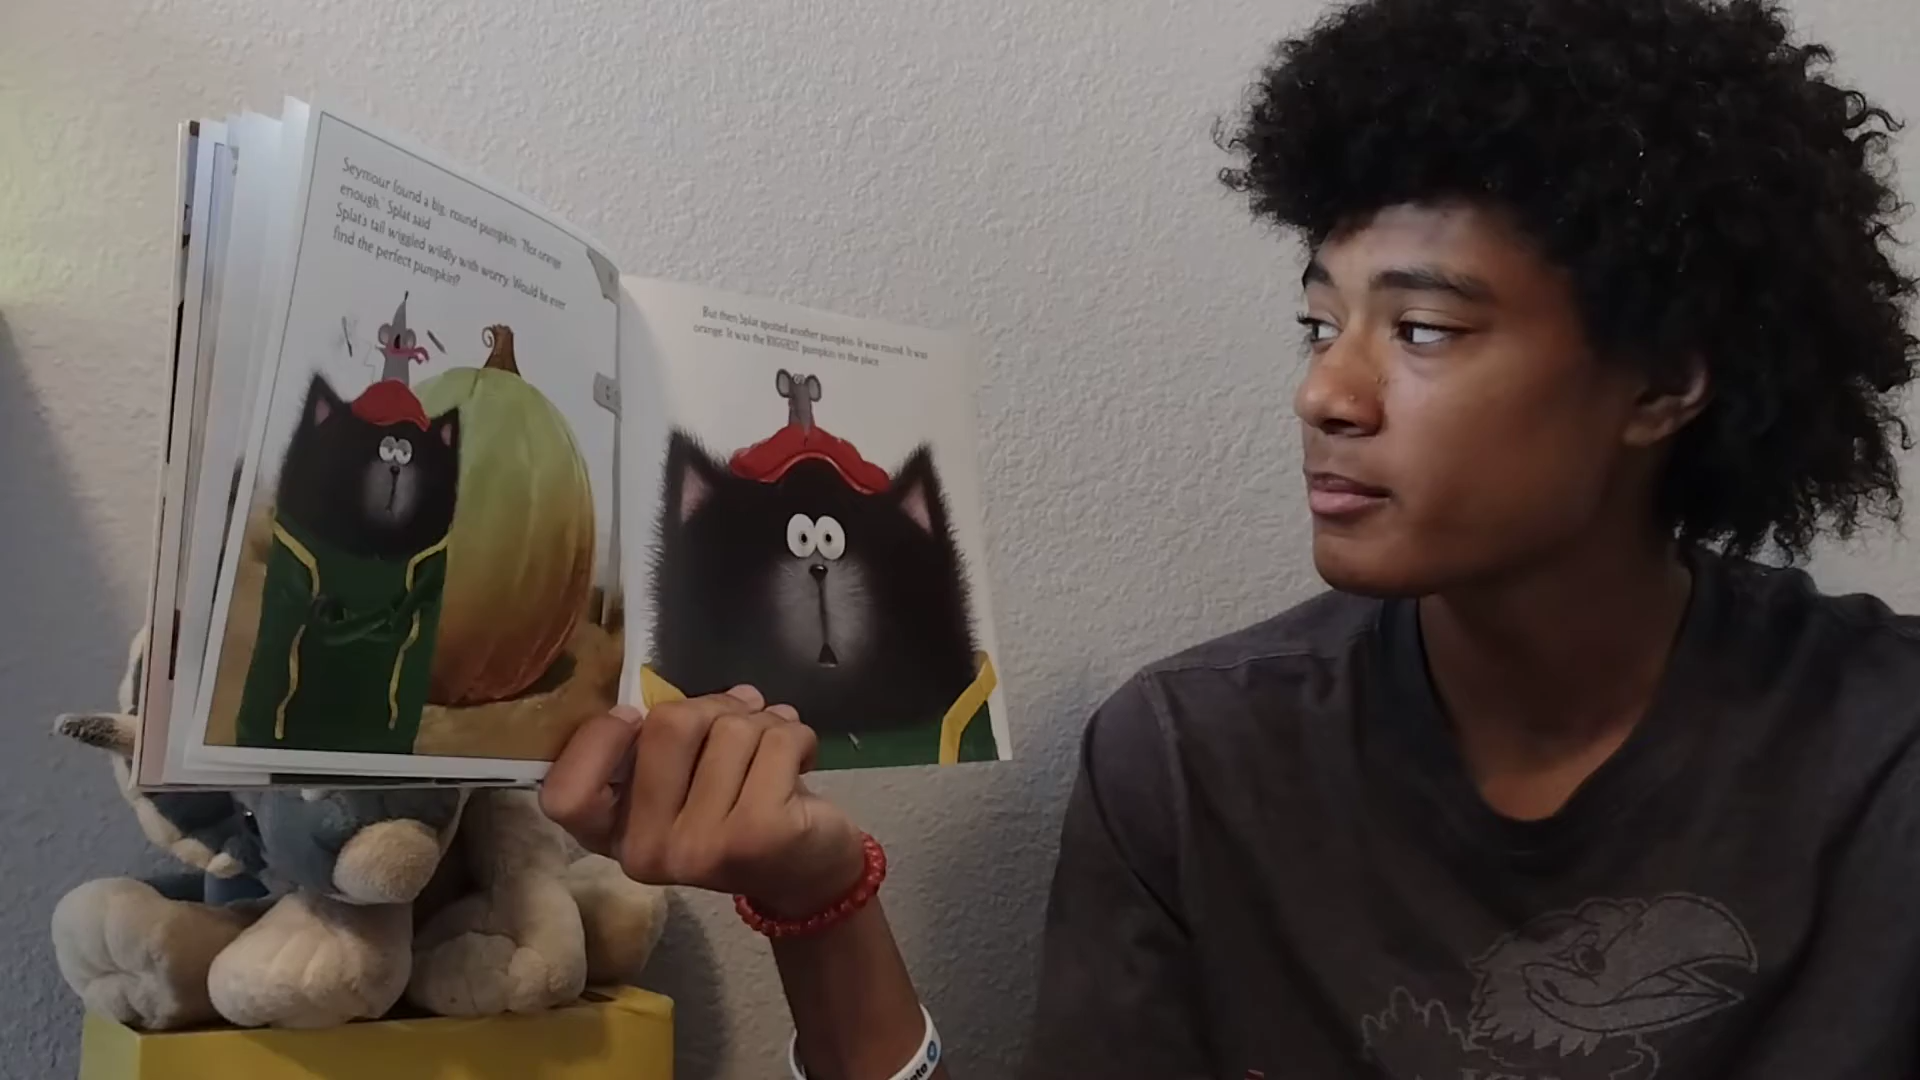 Seymour found a big, round pumpkin. "Not orange
enough," Splat said
Splat's tail wiggled wildly with worry. Would he ever
find the perfect pumpkin?
But then Splat spotted another pumpkin. It was round. It was
orange. It was the BIGGEST pumpkin in the place